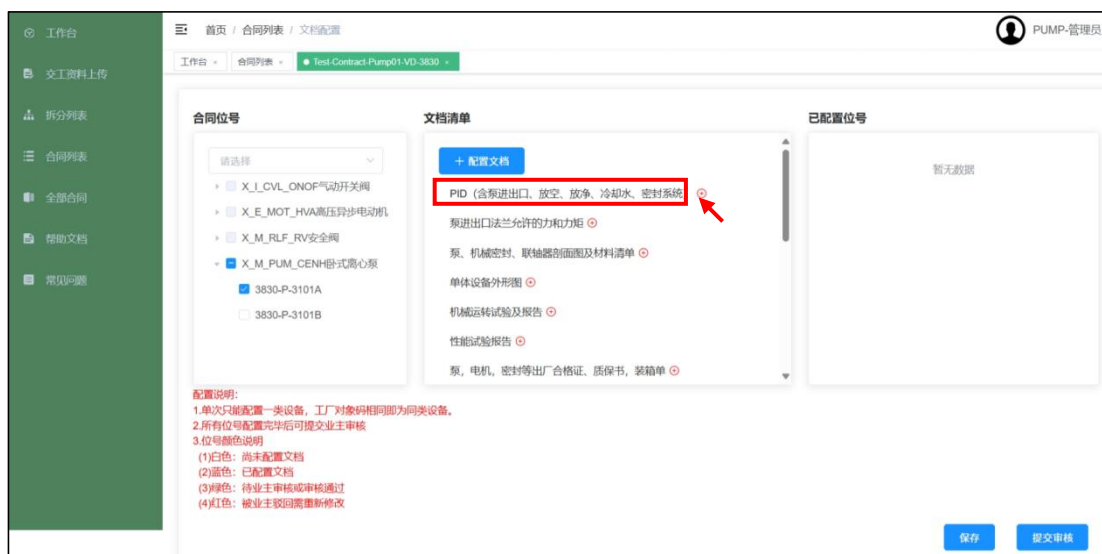 工作台
交工资料上传
拆分列表
合同列表
全部合同
帮助文档
常见问题
首页 / 合同列表 / 文档配置
PUMP-管理员
工作台 ×
合同列表 ×
Test-Contract-Pump01-VD-3830 ×
合同位号
请选择
X_I_CVL_ONOF气动开关阀
X_E_MOT_HVA高压异步电动机
X_M_RLF_RV安全阀
X_M_PUM_CENH卧式离心泵
3830-P-3101A
3830-P-3101B
文档清单
+ 配置文档
PID（含泵进出口、放空、放净、冷却水、密封系统
泵进出口法兰允许的力和力矩
泵、机械密封、联轴器剖面图及材料清单
单体设备外形图
机械运转试验及报告
性能试验报告
泵，电机，密封等出厂合格证、质保书，装箱单
已配置位号
暂无数据
配置说明：
1.单次只能配置一类设备，工厂对象码相同即为同类设备。
2.所有位号配置完毕后可提交业主审核
3.位号颜色说明
(1)白色：尚未配置文档
(2)蓝色：已配置文档
(3)绿色：待业主审核或审核通过
(4)红色：被业主驳回需重新修改
保存
提交审核